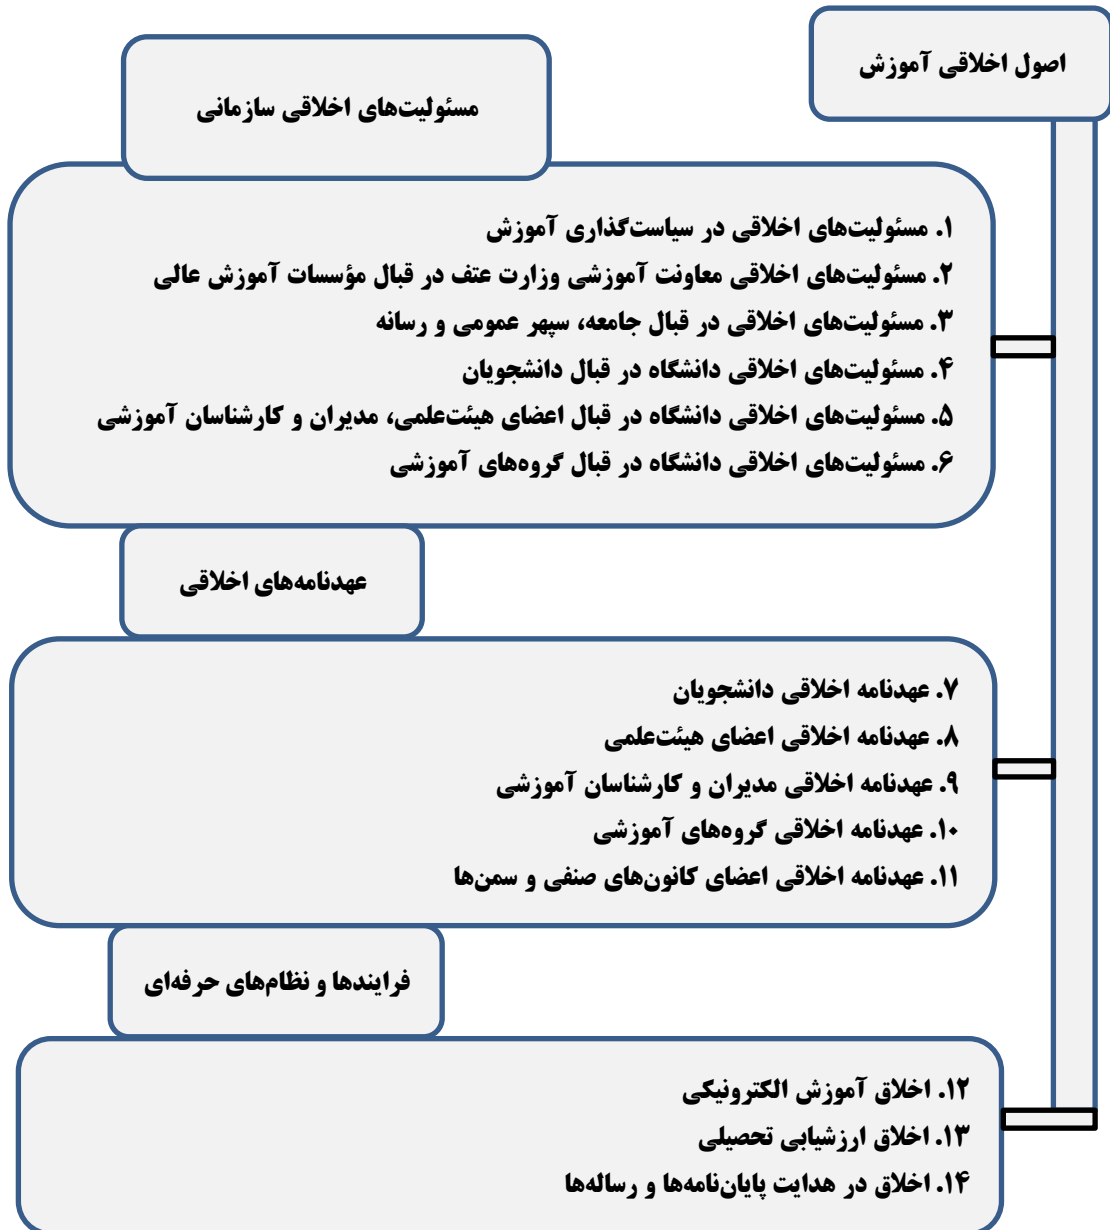 اصول اخلاقی آموزش
مسئولیت‌های اخلاقی سازمانی
۱. مسئولیت‌های اخلاقی در سیاست‌گذاری آموزش
۲. مسئولیت‌های اخلاقی معاونت آموزشی وزارت عتف در قبال مؤسسات آموزش عالی
۳. مسئولیت‌های اخلاقی در قبال جامعه، سپهر عمومی و رسانه
۴. مسئولیت‌های اخلاقی دانشگاه در قبال دانشجویان
۵. مسئولیت‌های اخلاقی دانشگاه در قبال اعضای هیئت‌علمی، مدیران و کارشناسان آموزشی
۶. مسئولیت‌های اخلاقی دانشگاه در قبال گروه‌های آموزشی
عهدنامه‌های اخلاقی
۷. عهدنامه اخلاقی دانشجویان
۸. عهدنامه اخلاقی اعضای هیئت‌علمی
۹. عهدنامه اخلاقی مدیران و کارشناسان آموزشی
۱۰. عهدنامه اخلاقی گروه‌های آموزشی
۱۱. عهدنامه اخلاقی اعضای کانون‌های صنفی و سمن‌ها
فرایندها و نظام‌های حرفه‌ای
۱۲. اخلاق آموزش الکترونیکی
۱۳. اخلاق ارزشیابی تحصیلی
۱۴. اخلاق در هدایت پایان‌نامه‌ها و رساله‌ها